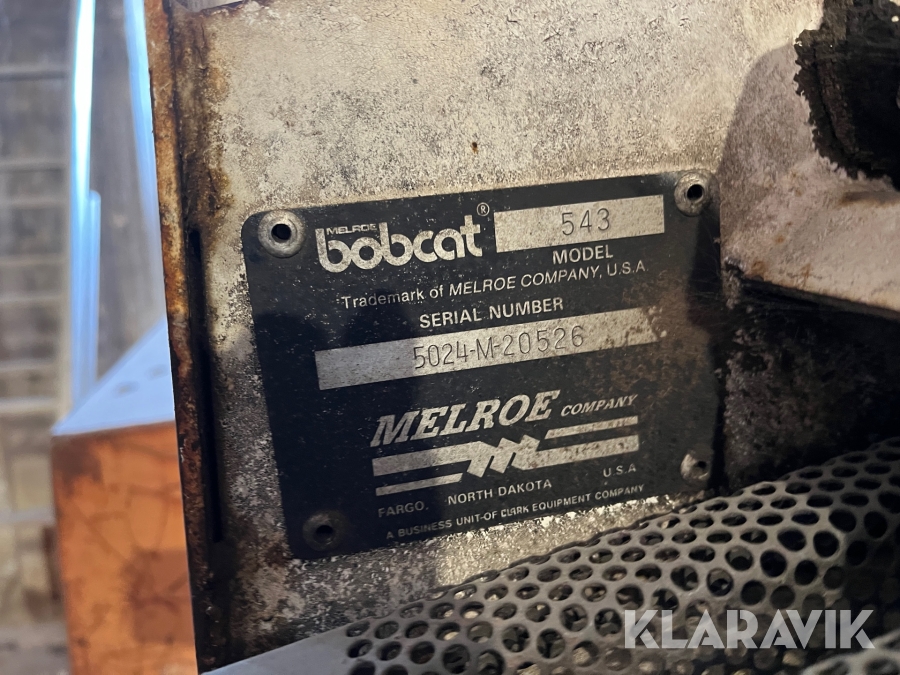 MELROE
bobcat® 543
MODEL
Trademark of MELROE COMPANY, U.S.A.
SERIAL NUMBER
5024-M-20526
MELROE COMPANY
FARGO, NORTH DAKOTA U.S.A
A BUSINESS UNIT OF CLARK EQUIPMENT COMPANY
KLARAVIK